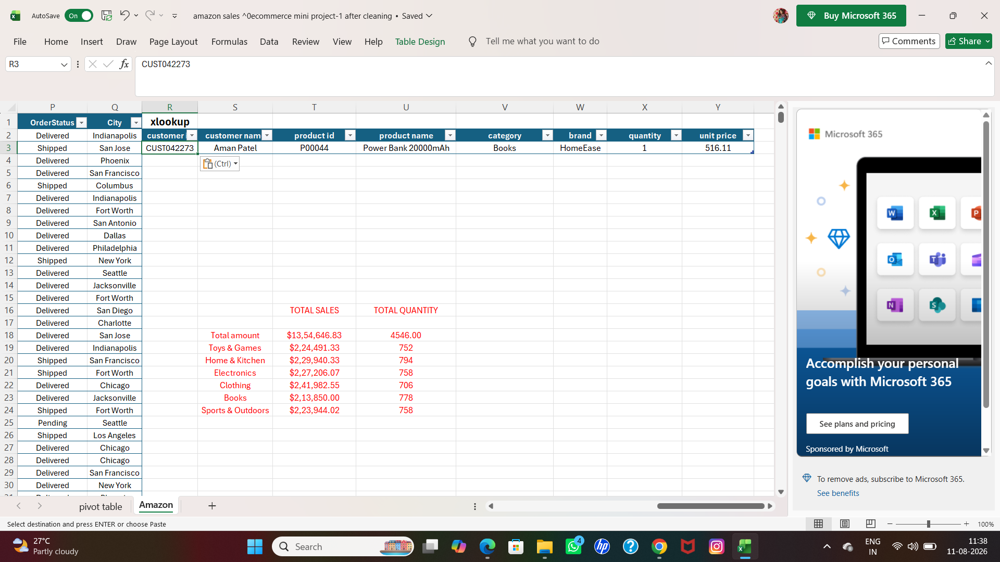 AutoSave On amazon sales ^0ecommerce mini project-1 after cleaning • Saved Buy Microsoft 365
File Home Insert Draw Page Layout Formulas Data Review View Help Table Design Tell me what you want to do Comments Share
R3 fx CUST042273
P Q R S T U V W X Y
1 OrderStatus City xlookup
2 Delivered Indianapolis customer i customer nam product id product name category brand quantity unit price
3 Shipped San Jose CUST042273 Aman Patel P00044 Power Bank 20000mAh Books HomeEase 1 516.11
4 Delivered Phoenix (Ctrl)
5 Delivered San Francisco
6 Shipped Columbus
7 Delivered Indianapolis
8 Delivered Fort Worth
9 Delivered San Antonio
10 Delivered Dallas
11 Delivered Philadelphia
12 Shipped New York
13 Delivered Seattle
14 Delivered Jacksonville
15 Delivered Fort Worth
16 Delivered San Diego TOTAL SALES TOTAL QUANTITY
17 Delivered Charlotte
18 Delivered San Jose Total amount $13,54,646.83 4546.00
19 Delivered Indianapolis Toys & Games $2,24,491.33 752
20 Shipped San Francisco Home & Kitchen $2,29,940.33 794
21 Shipped Fort Worth Electronics $2,27,206.07 758
22 Delivered Chicago Clothing $2,41,982.55 706
23 Delivered Jacksonville Books $2,13,850.00 778
24 Shipped Fort Worth Sports & Outdoors $2,23,944.02 758
25 Pending Seattle
26 Shipped Los Angeles
27 Delivered Chicago
28 Delivered Chicago
29 Delivered San Francisco
30 Delivered New York
Microsoft 365
W X P
O T
N S
Accomplish your personal
goals with Microsoft 365
See plans and pricing
Sponsored by Microsoft
To remove ads, subscribe to Microsoft 365.
See benefits
pivot table Amazon
Select destination and press ENTER or choose Paste 100%
27°C
Partly cloudy
Search
4
hp
ENG
IN
11:38
11-08-2026